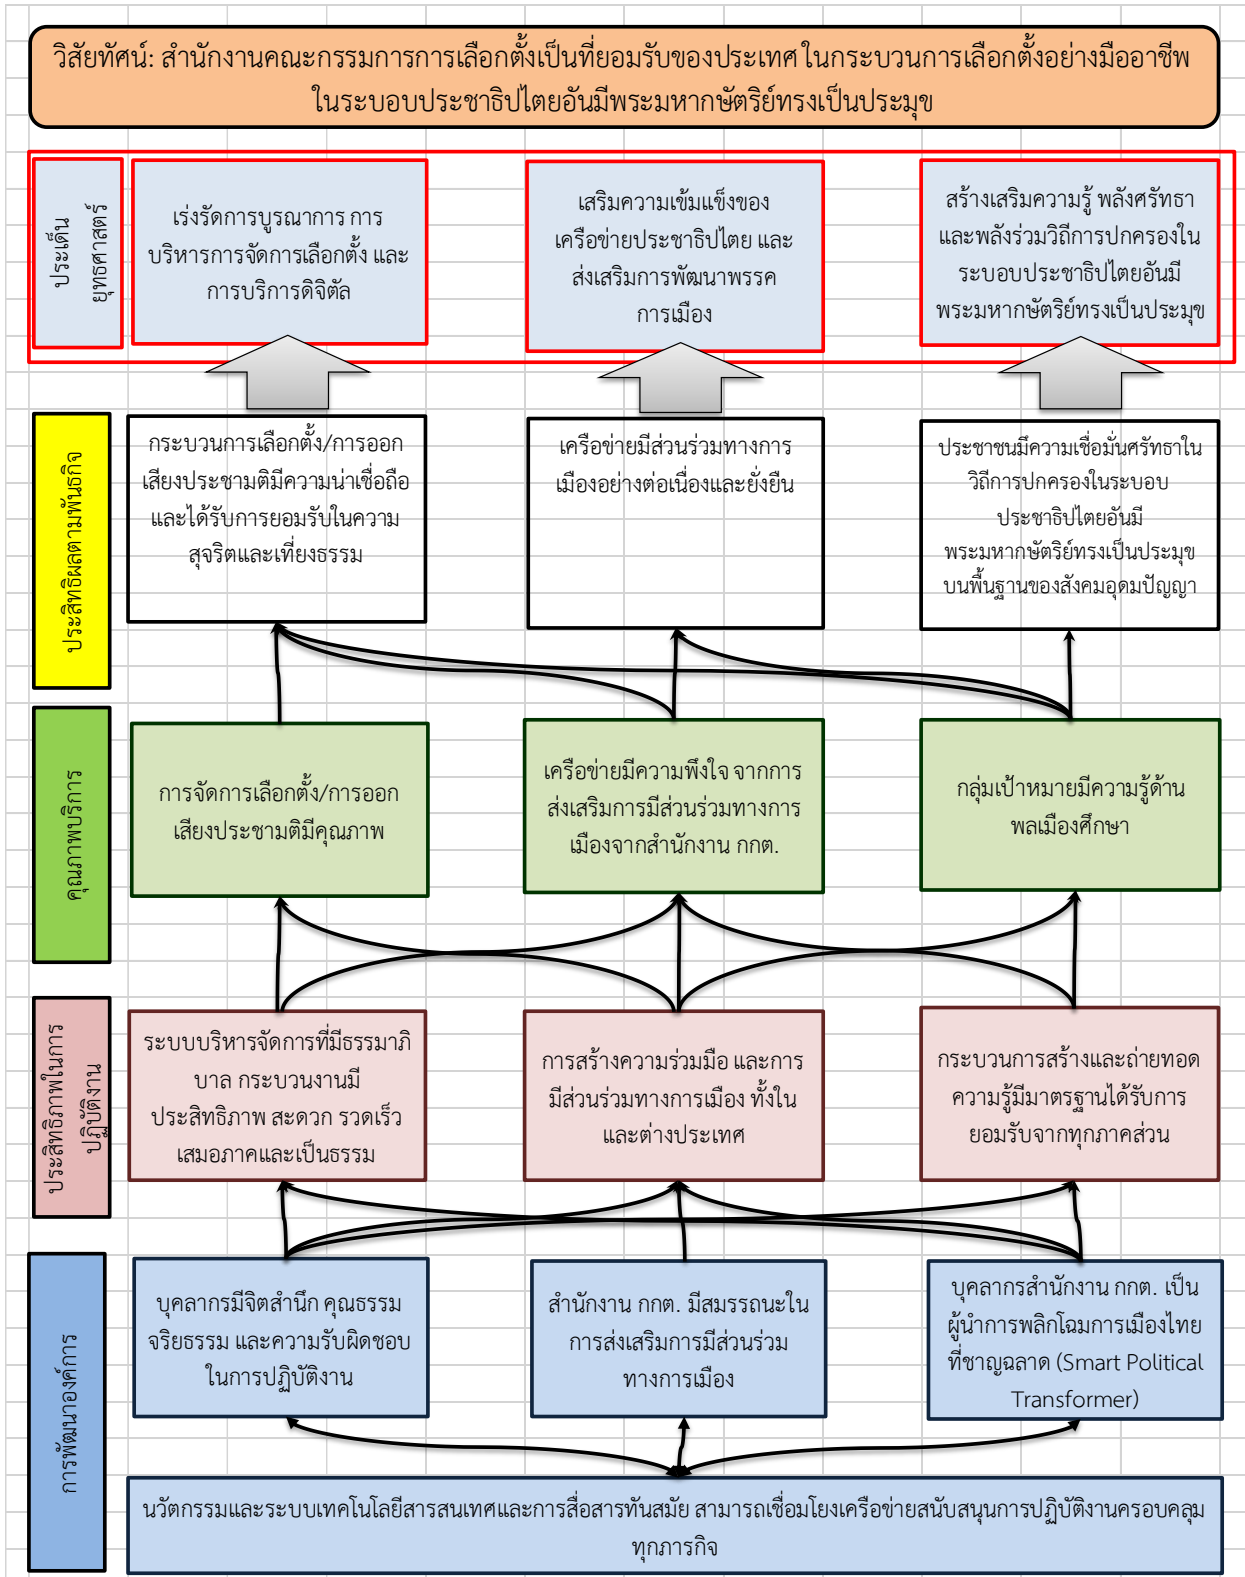 วิสัยทัศน์: สำนักงานคณะกรรมการการเลือกตั้งเป็นที่ยอมรับของประเทศ ในกระบวนการเลือกตั้งอย่างมืออาชีพ
ในระบอบประชาธิปไตยอันมีพระมหากษัตริย์ทรงเป็นประมุข
ประเด็น
ยุทธศาสตร์
เร่งรัดการบูรณาการ การ
บริหารการจัดการเลือกตั้ง และ
การบริการดิจิตัล
เสริมความเข้มแข็งของ
เครือข่ายประชาธิปไตย และ
ส่งเสริมการพัฒนาพรรค
การเมือง
สร้างเสริมความรู้ พลังศรัทธา
และพลังร่วมวิถีการปกครองใน
ระบอบประชาธิปไตยอันมี
พระมหากษัตริย์ทรงเป็นประมุข
ประสิทธิผลตามพันธกิจ
กระบวนการเลือกตั้ง/การออก
เสียงประชามติมีความน่าเชื่อถือ
และได้รับการยอมรับในความ
สุจริตและเที่ยงธรรม
เครือข่ายมีส่วนร่วมทางการ
เมืองอย่างต่อเนื่องและยั่งยืน
ประชาชนมีความเชื่อมั่นศรัทธาใน
วิถีการปกครองในระบอบ
ประชาธิปไตยอันมี
พระมหากษัตริย์ทรงเป็นประมุข
บนพื้นฐานของสังคมอุดมปัญญา
คุณภาพบริการ
การจัดการเลือกตั้ง/การออก
เสียงประชามติมีคุณภาพ
เครือข่ายมีความพึงใจ จากการ
ส่งเสริมการมีส่วนร่วมทางการ
เมืองจากสำนักงาน กกต.
กลุ่มเป้าหมายมีความรู้ด้าน
พลเมืองศึกษา
ประสิทธิภาพในการ
ปฏิบัติงาน
ระบบบริหารจัดการที่มีธรรมาภิ
บาล กระบวนงานมี
ประสิทธิภาพ สะดวก รวดเร็ว
เสมอภาคและเป็นธรรม
การสร้างความร่วมมือ และการ
มีส่วนร่วมทางการเมือง ทั้งใน
และต่างประเทศ
กระบวนการสร้างและถ่ายทอด
ความรู้มีมาตรฐานได้รับการ
ยอมรับจากทุกภาคส่วน
การพัฒนาองค์การ
บุคลากรมีจิตสำนึก คุณธรรม
จริยธรรม และความรับผิดชอบ
ในการปฏิบัติงาน
สำนักงาน กกต. มีสมรรถนะใน
การส่งเสริมการมีส่วนร่วม
ทางการเมือง
บุคลากรสำนักงาน กกต. เป็น
ผู้นำการพลิกโฉมการเมืองไทย
ที่ชาญฉลาด (Smart Political
Transformer)
นวัตกรรมและระบบเทคโนโลยีสารสนเทศและการสื่อสารทันสมัย สามารถเชื่อมโยงเครือข่ายสนับสนุนการปฏิบัติงานครอบคลุม
ทุกภารกิจ